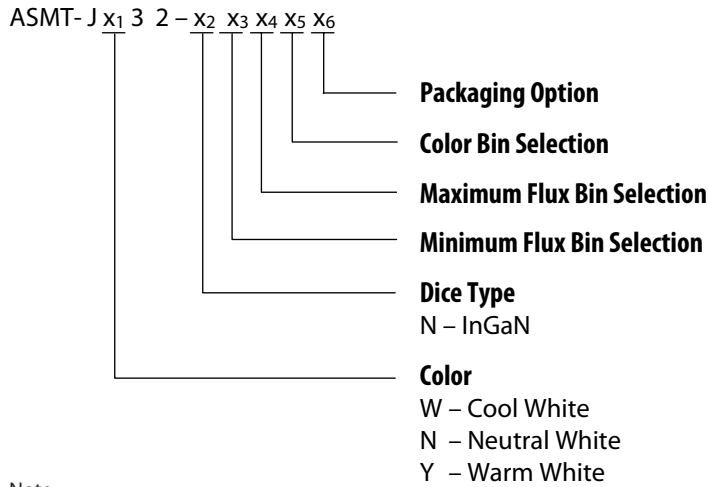 ASMT- J x1 3 2 – x2 x3 x4 x5 x6
Packaging Option
Color Bin Selection
Maximum Flux Bin Selection
Minimum Flux Bin Selection
Dice Type
N – InGaN
Color
W – Cool White
N – Neutral White
Y – Warm White